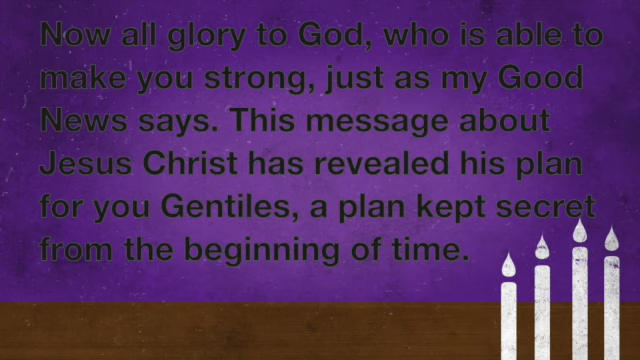 Now all glory to God, who is able to
make you strong, just as my Good
News says. This message about
Jesus Christ has revealed his plan
for you Gentiles, a plan kept secret
from the beginning of time.